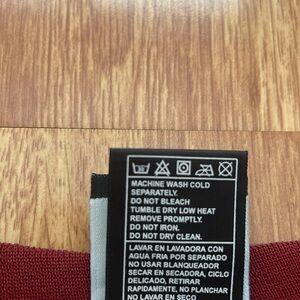 MACHINE WASH COLD
SEPARATELY.
DO NOT BLEACH
TUMBLE DRY LOW HEAT
REMOVE PROMPTLY.
DO NOT IRON.
DO NOT DRY CLEAN.
LAVAR EN LAVADORA CON
AGUA FRIA POR SEPARADO
NO USAR BLANQUEADOR
SECAR EN SECADORA, CICLO
DELICADO, RETIRAR
RAPIDAMENTE, NO PLANCHAR
NO LAVAR EN SECO